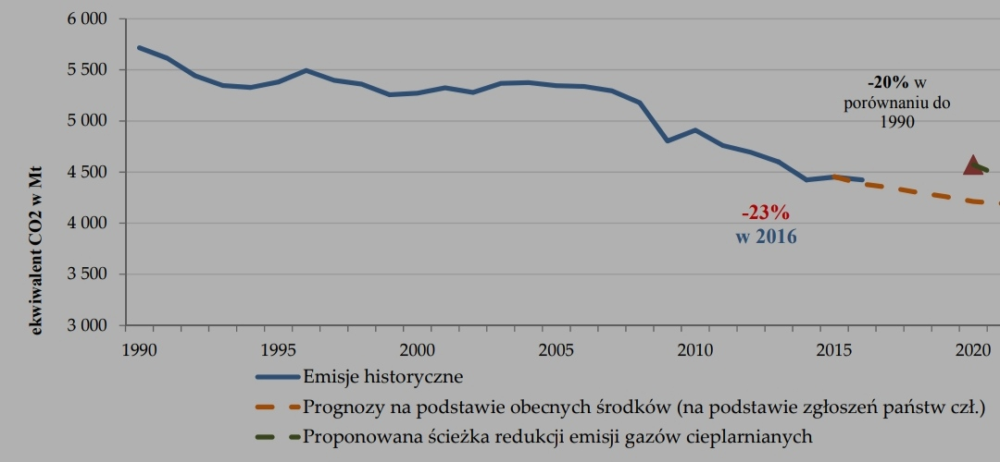 6 000
5 500
5 000
4 500
4 000
3 500
3 000
ekwiwalent CO2 w Mt
-20% w
porównaniu do
1990
-23%
w 2016
1990 1995 2000 2005 2010 2015 2020
Emisje historyczne
Prognozy na podstawie obecnych środków (na podstawie zgłoszeń państw czł.)
Proponowana ścieżka redukcji emisji gazów cieplarnianych